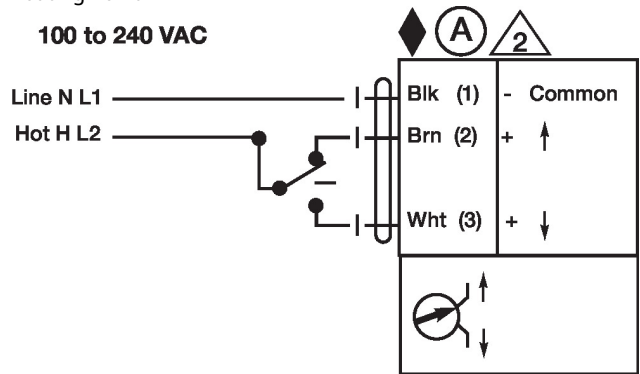 100 to 240 VAC
A
2
Line N L1
Blk (1) - Common
Hot H L2
Brn (2) + ↑
Wht (3) + ↓